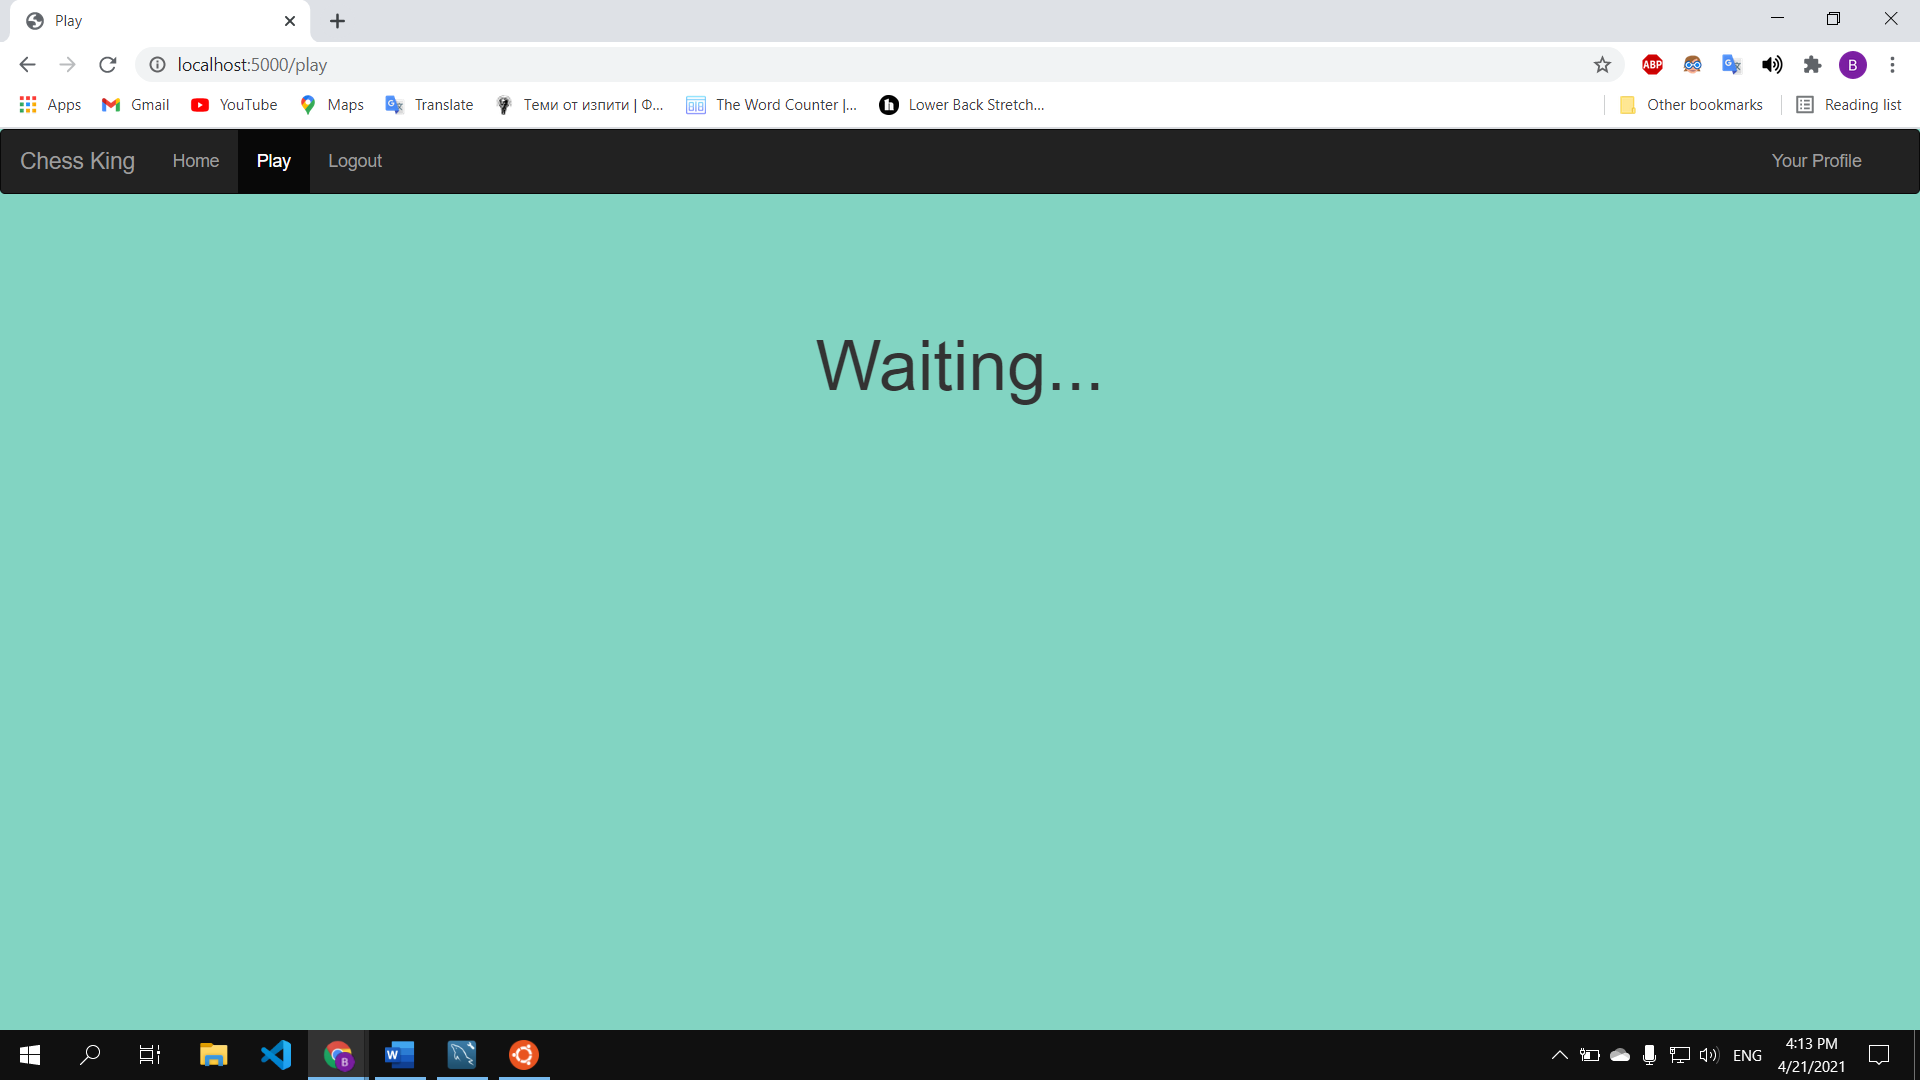 Play
localhost:5000/play
ABP
B
Apps Gmail YouTube Maps Translate Теми от изпити | Ф... The Word Counter |... Lower Back Stretch... Other bookmarks Reading list
Chess King Home Play Logout Your Profile
Waiting...
ENG
4:13 PM
4/21/2021